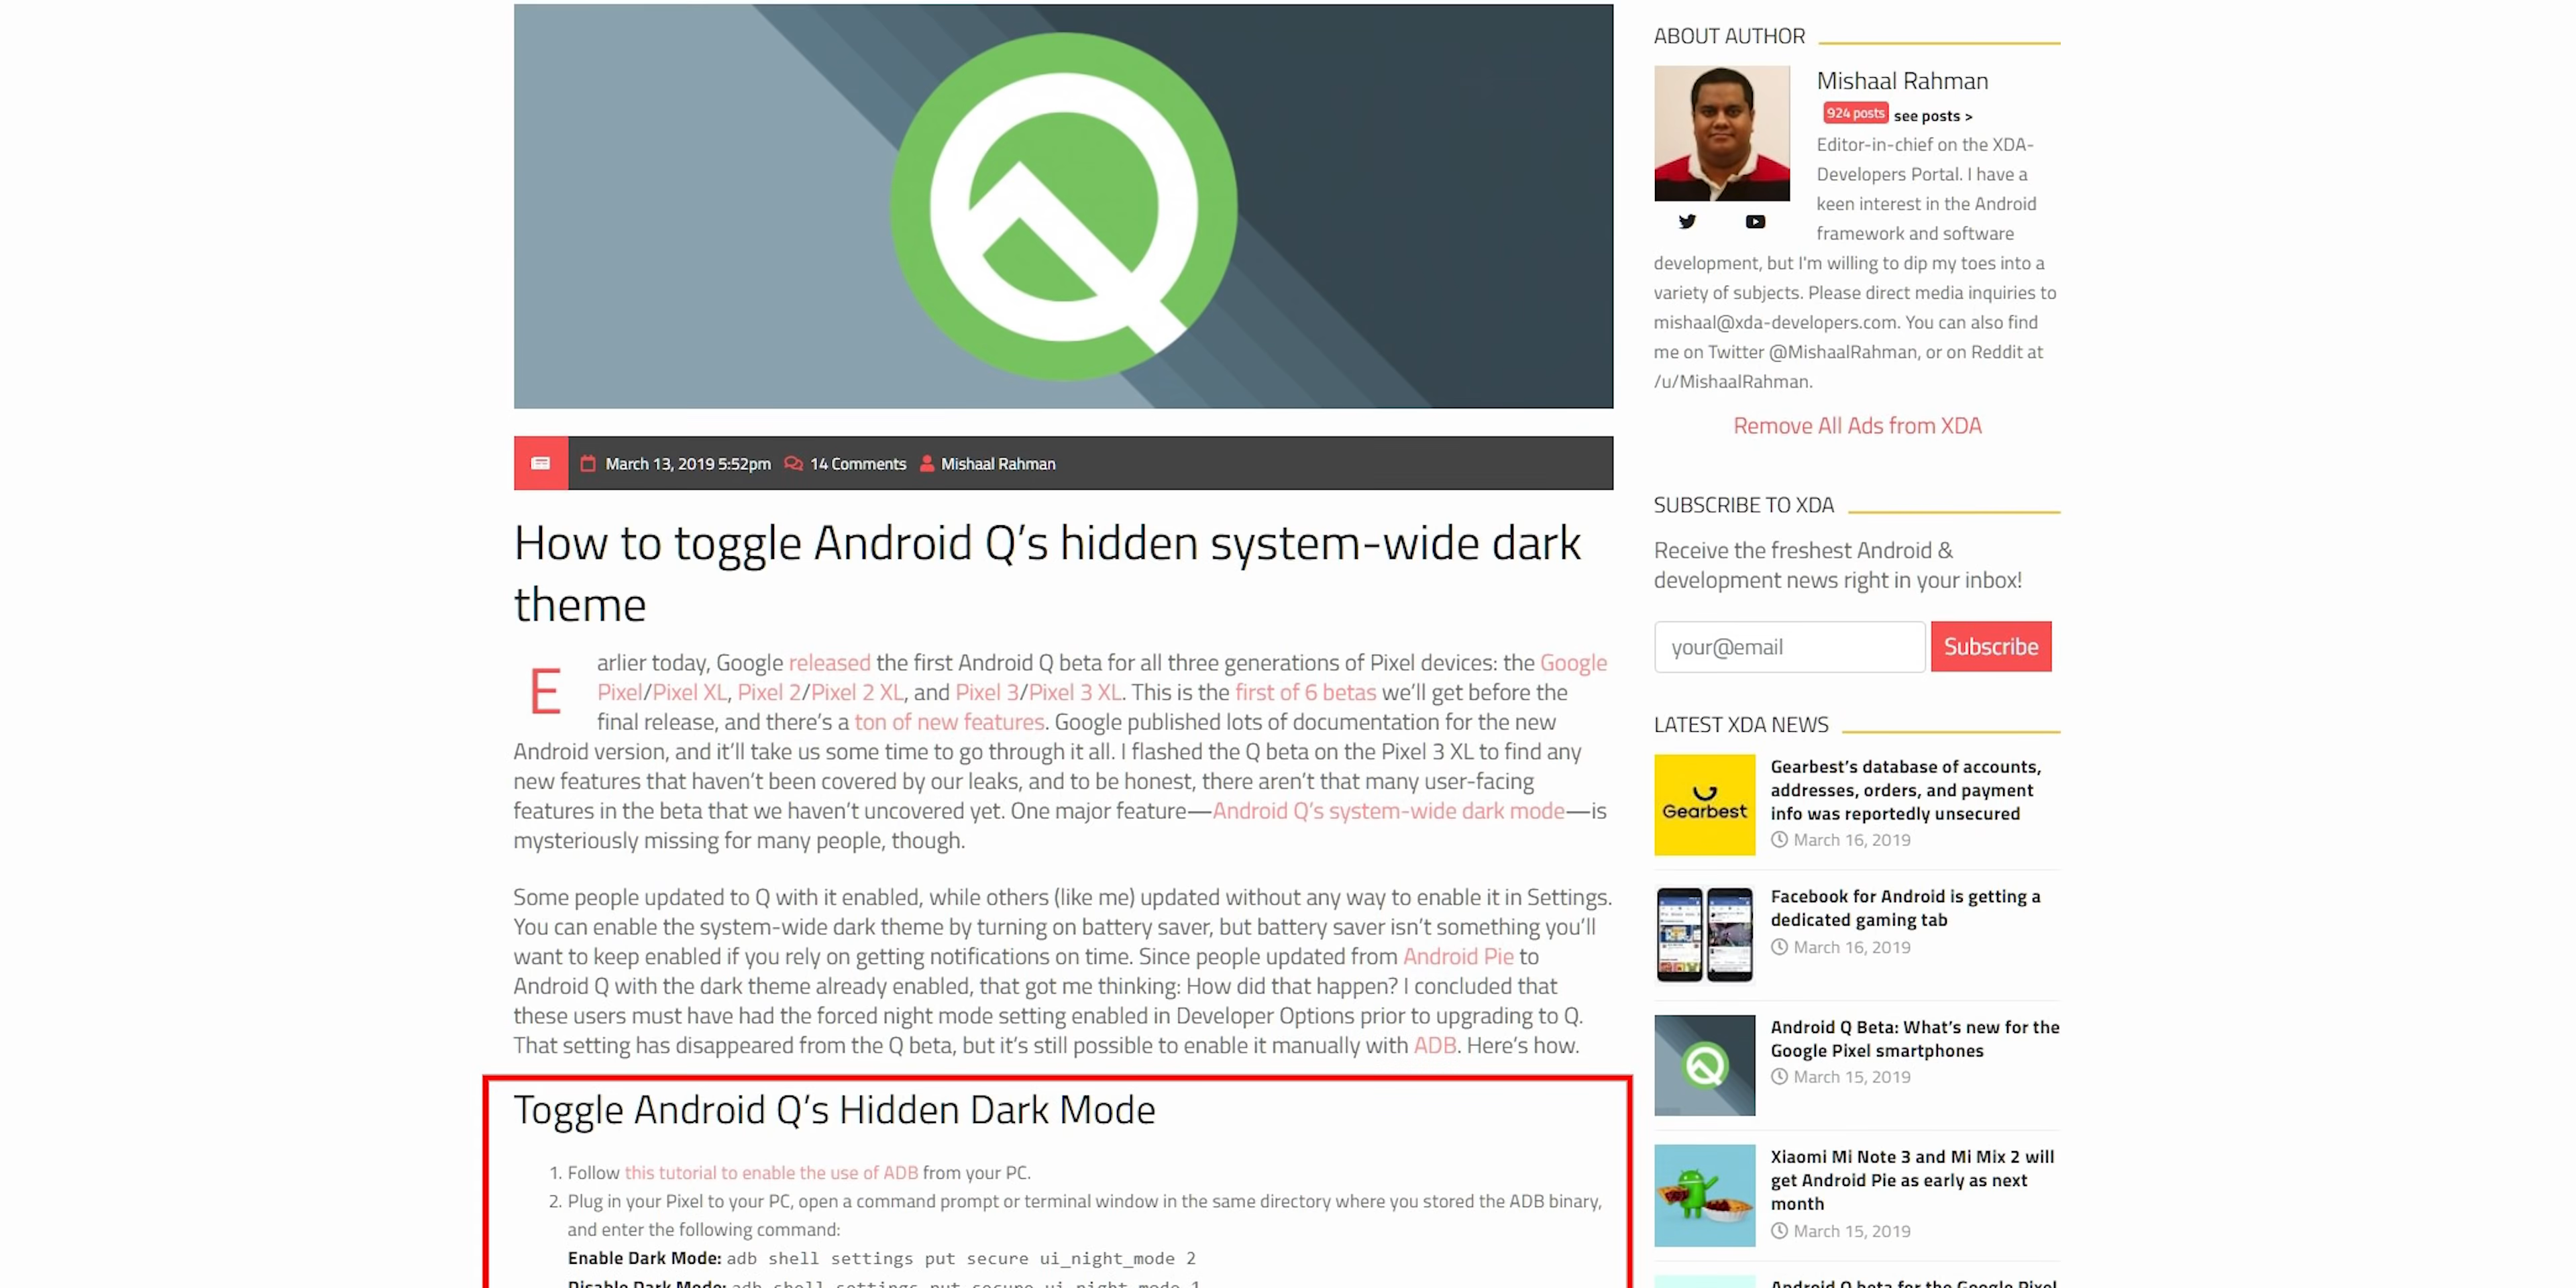 March 13, 2019 5:52pm 14 Comments Mishaal Rahman
How to toggle Android Q’s hidden system-wide dark
theme
Earlier today, Google released the first Android Q beta for all three generations of Pixel devices: the Google
Pixel/Pixel XL, Pixel 2/Pixel 2 XL, and Pixel 3/Pixel 3 XL. This is the first of 6 betas we’ll get before the
final release, and there’s a ton of new features. Google published lots of documentation for the new
Android version, and it’ll take us some time to go through it all. I flashed the Q beta on the Pixel 3 XL to find any
new features that haven’t been covered by our leaks, and to be honest, there aren’t that many user-facing
features in the beta that we haven’t uncovered yet. One major feature—Android Q’s system-wide dark mode—is
mysteriously missing for many people, though.
Some people updated to Q with it enabled, while others (like me) updated without any way to enable it in Settings.
You can enable the system-wide dark theme by turning on battery saver, but battery saver isn’t something you’ll
want to keep enabled if you rely on getting notifications on time. Since people updated from Android Pie to
Android Q with the dark theme already enabled, that got me thinking: How did that happen? I concluded that
these users must have had the forced night mode setting enabled in Developer Options prior to upgrading to Q.
That setting has disappeared from the Q beta, but it’s still possible to enable it manually with ADB. Here’s how.
Toggle Android Q’s Hidden Dark Mode
1. Follow this tutorial to enable the use of ADB from your PC.
2. Plug in your Pixel to your PC, open a command prompt or terminal window in the same directory where you stored the ADB binary,
and enter the following command:
Enable Dark Mode: adb shell settings put secure ui_night_mode 2
Disable Dark Mode: adb shell settings put secure ui_night_mode 1
ABOUT AUTHOR
Mishaal Rahman
924 posts see posts >
Editor-in-chief on the XDA-
Developers Portal. I have a
keen interest in the Android
framework and software
development, but I'm willing to dip my toes into a
variety of subjects. Please direct media inquiries to
mishaal@xda-developers.com. You can also find
me on Twitter @MishaalRahman, or on Reddit at
/u/MishaalRahman.
Remove All Ads from XDA
SUBSCRIBE TO XDA
Receive the freshest Android &
development news right in your inbox!
your@email Subscribe
LATEST XDA NEWS
Gearbest
Gearbest’s database of accounts,
addresses, orders, and payment
info was reportedly unsecured
March 16, 2019
Facebook for Android is getting a
dedicated gaming tab
March 16, 2019
Android Q Beta: What’s new for the
Google Pixel smartphones
March 15, 2019
Xiaomi Mi Note 3 and Mi Mix 2 will
get Android Pie as early as next
month
March 15, 2019
Android Q beta for the Google Pixel